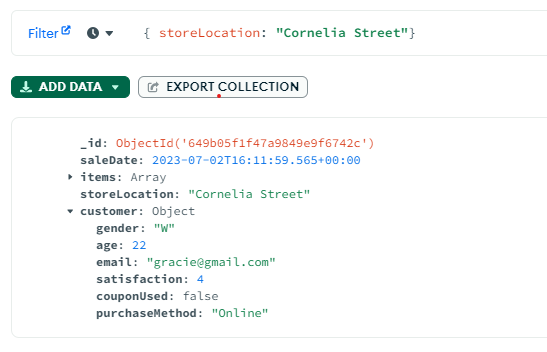 Filter { storeLocation: "Cornelia Street"}
ADD DATA EXPORT COLLECTION
_id: ObjectId('649b05f1f47a9849e9f6742c')
saleDate: 2023-07-02T16:11:59.565+00:00
items: Array
storeLocation: "Cornelia Street"
customer: Object
gender: "W"
age: 22
email: "gracie@gmail.com"
satisfaction: 4
couponUsed: false
purchaseMethod: "Online"